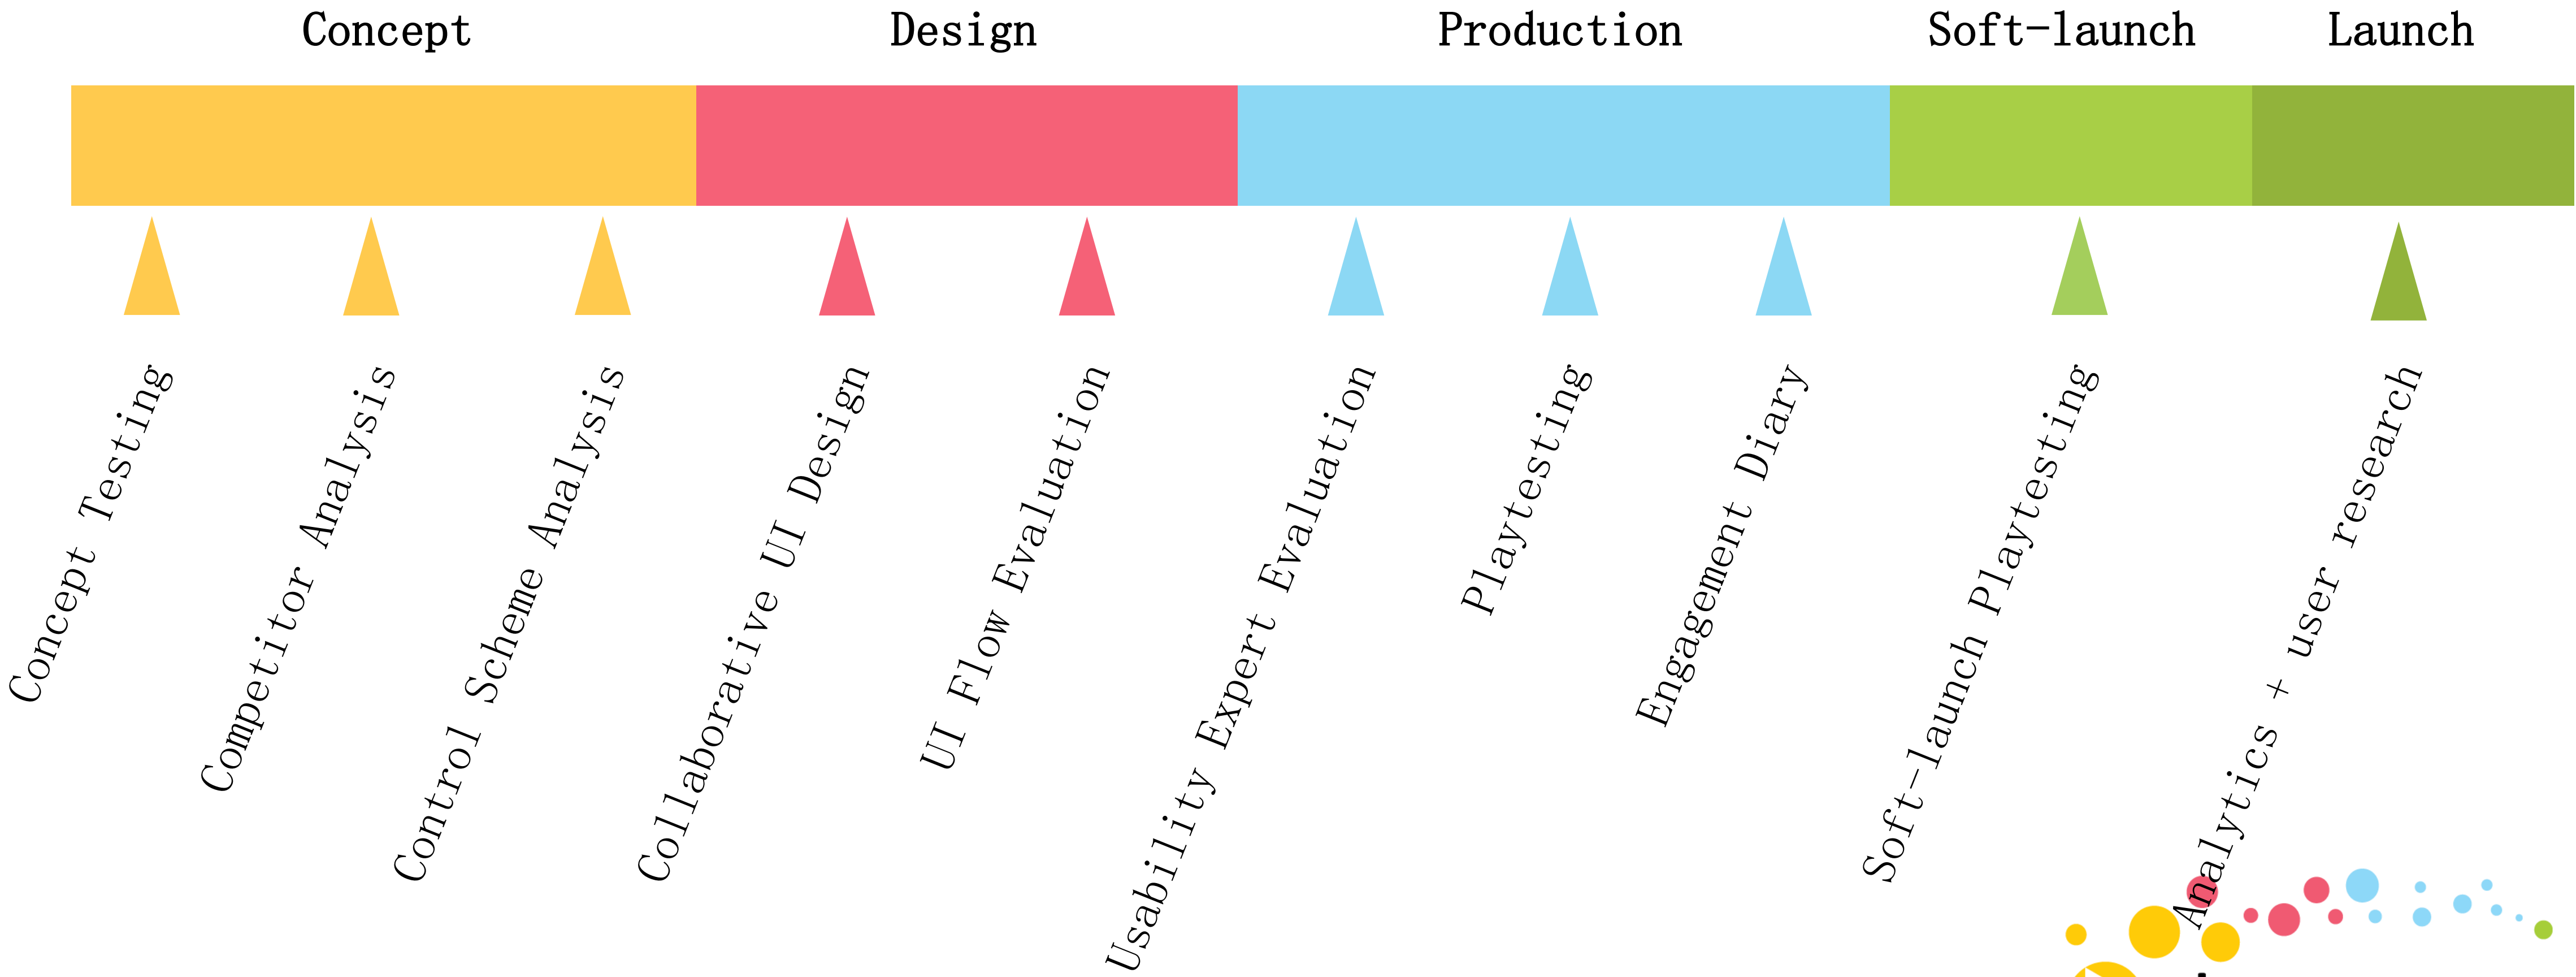 Concept
Design
Production
Soft-launch
Launch
Concept Testing
Competitor Analysis
Control Scheme Analysis
Collaborative UI Design
UI Flow Evaluation
Usability Expert Evaluation
Playtesting
Engagement Diary
Soft-launch Playtesting
Analytics + user research